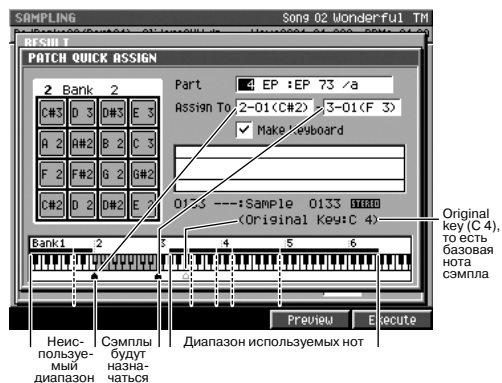 SAMPLING Song 02 Wonderful TM
RESULT
PATCH QUICK ASSIGN
2 Bank 2
C#3 D 3 D#3 E 3
A 2 A#2 B 2 C 3
F 2 F#2 G 2 G#2
C#2 D 2 D#2 E 2
Part 4 EP :EP 73 /a
Assign To 2-01(C#2) - 3-01(F 3)
Make Keyboard
0133 ---:Sample 0133 STEREO
(Original Key:C 4)
Bank1 :2 :3 :4 :5 :6
Preview Execute
Original
key (C 4),
то есть
базовая
нота
сэмпла
Неис-
пользуе-
мый
диапазон
Сэмплы
будут
назна-
чаться
Диапазон используемых нот